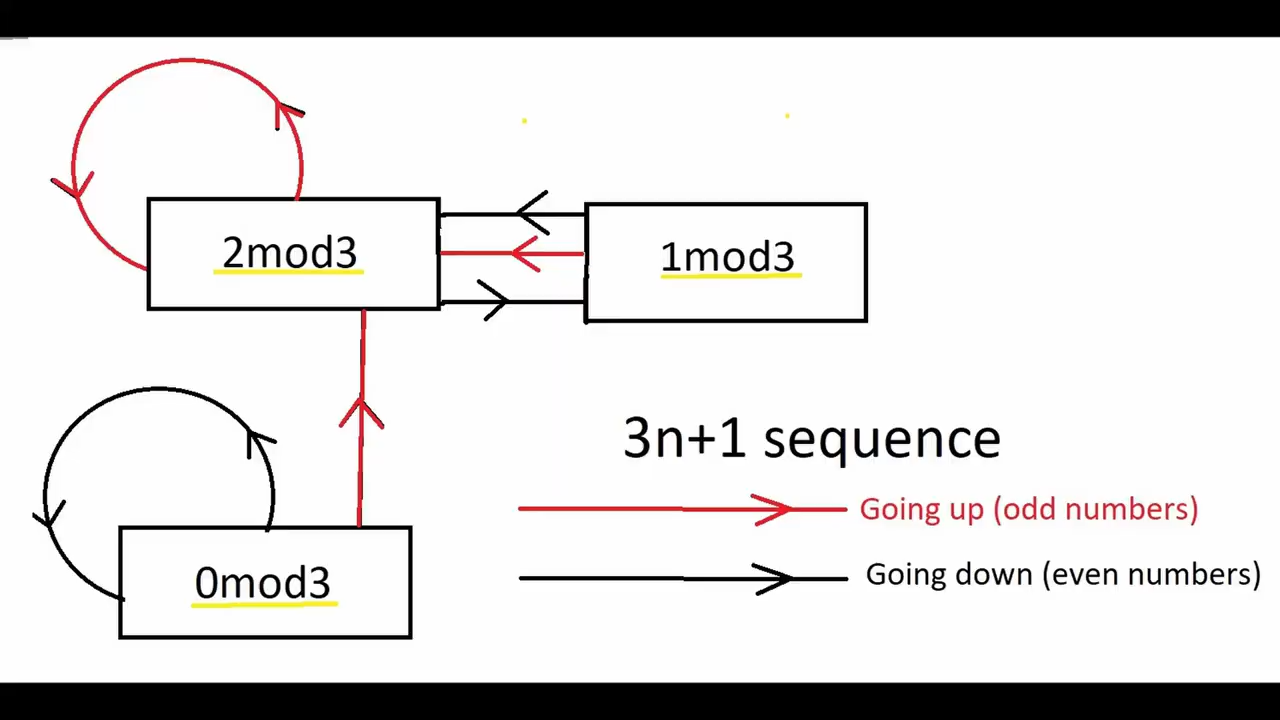 2mod3
1mod3
0mod3
3n+1 sequence
Going up (odd numbers)
Going down (even numbers)